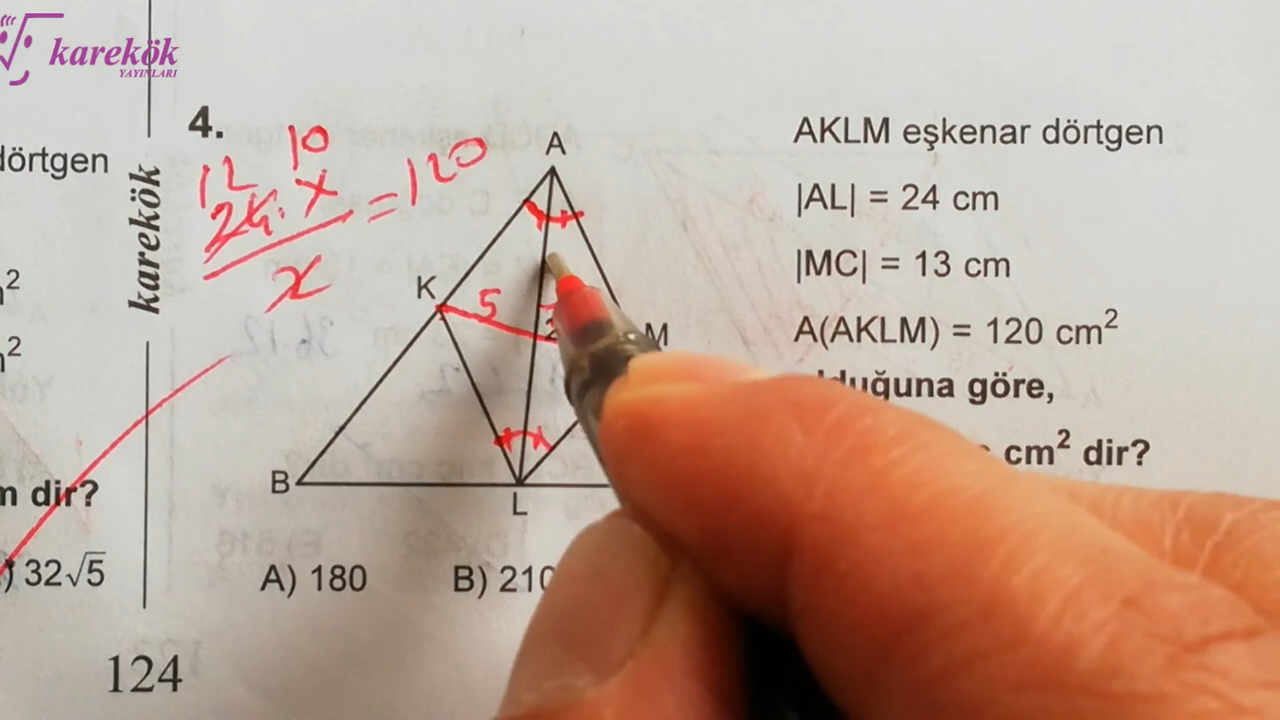 karekök
YAYINLARI
dörtgen
karekök
4.
12 10
24. x = 120
x
A
K
5
M
B
L
AKLM eşkenar dörtgen
|AL| = 24 cm
|MC| = 13 cm
A(AKLM) = 120 cm²
göre,
cm² dir?
m dir?
32√5
A) 180
B) 210
124